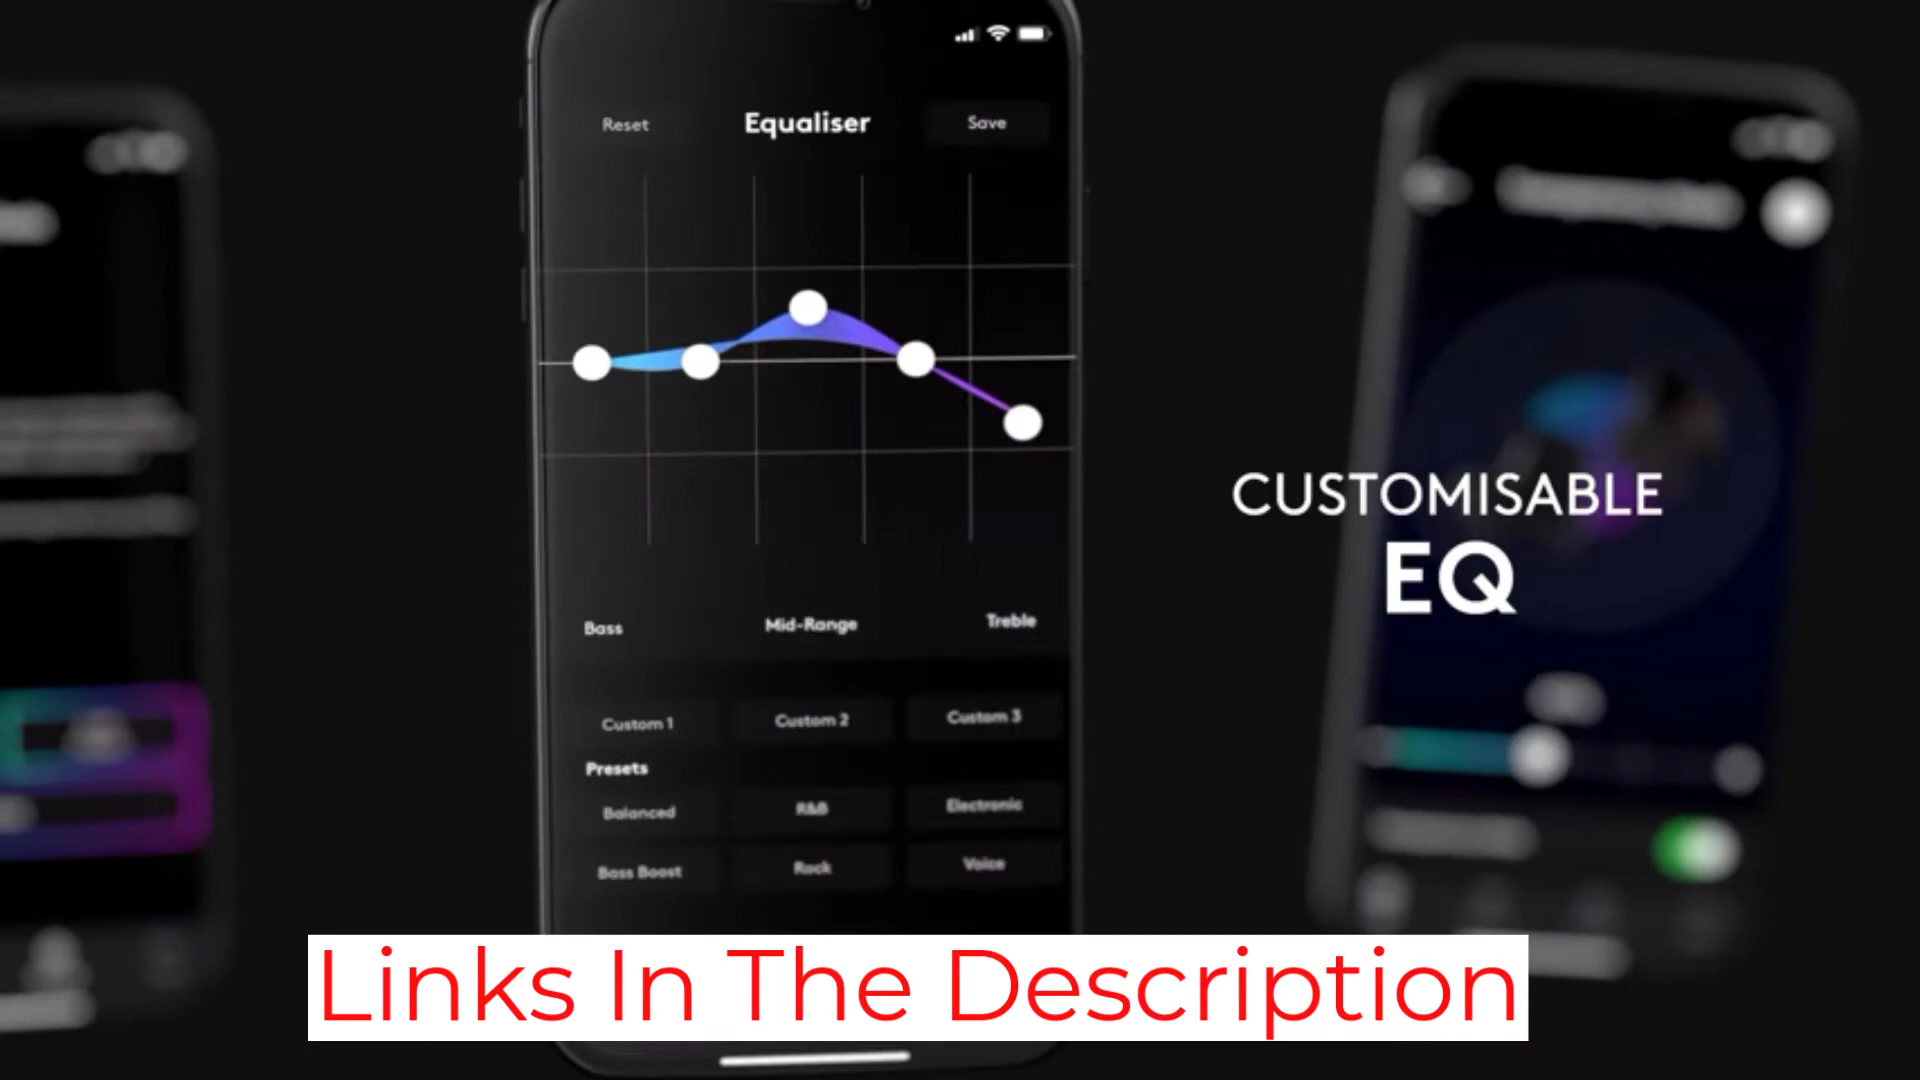 Reset Equaliser Save
CUSTOMISABLE
EQ
Bass Mid-Range Treble
Custom 1 Custom 2 Custom 3
Presets
Balanced R&B Electronic
Bass Boost Rock Voice
Links In The Description